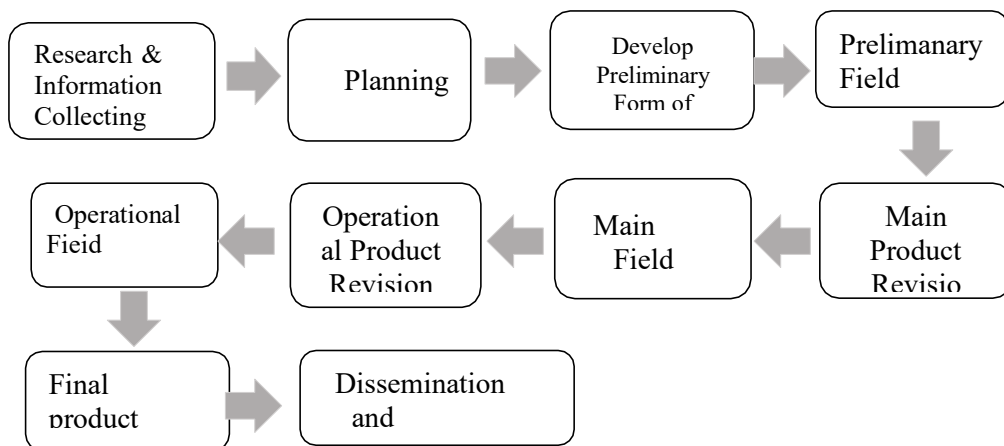 Research &
Information
Collecting
Planning
Develop
Preliminary
Form of
Prelimanary
Field
Main
Product
Revisio
Main
Field
Operation
al Product
Revision
Operational
Fieid
Final
product
Dissemination
and